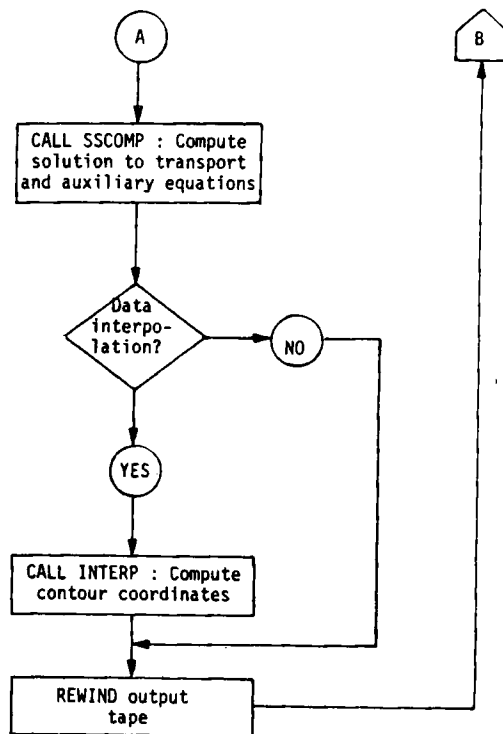 A
B
CALL SSCOMP : Compute
solution to transport
and auxiliary equations
Data
interpo-
lation?
NO
YES
CALL INTERP : Compute
contour coordinates
REWIND output
tape